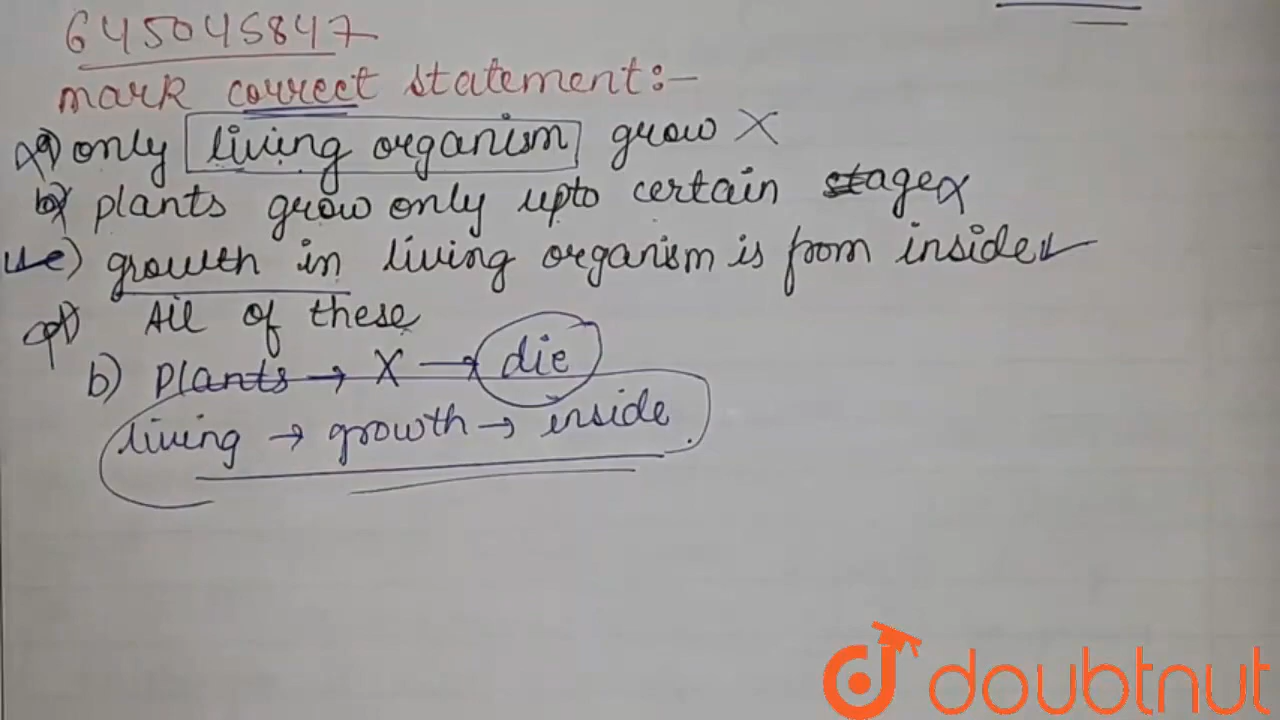 645045847
mark correct statement:-
a) only living organism grow X
b) plants grow only upto certain stage X
c) growth in living organism is from inside ✓
d) All of these
b) Plants → X → die
living → growth → inside.
doubtnut